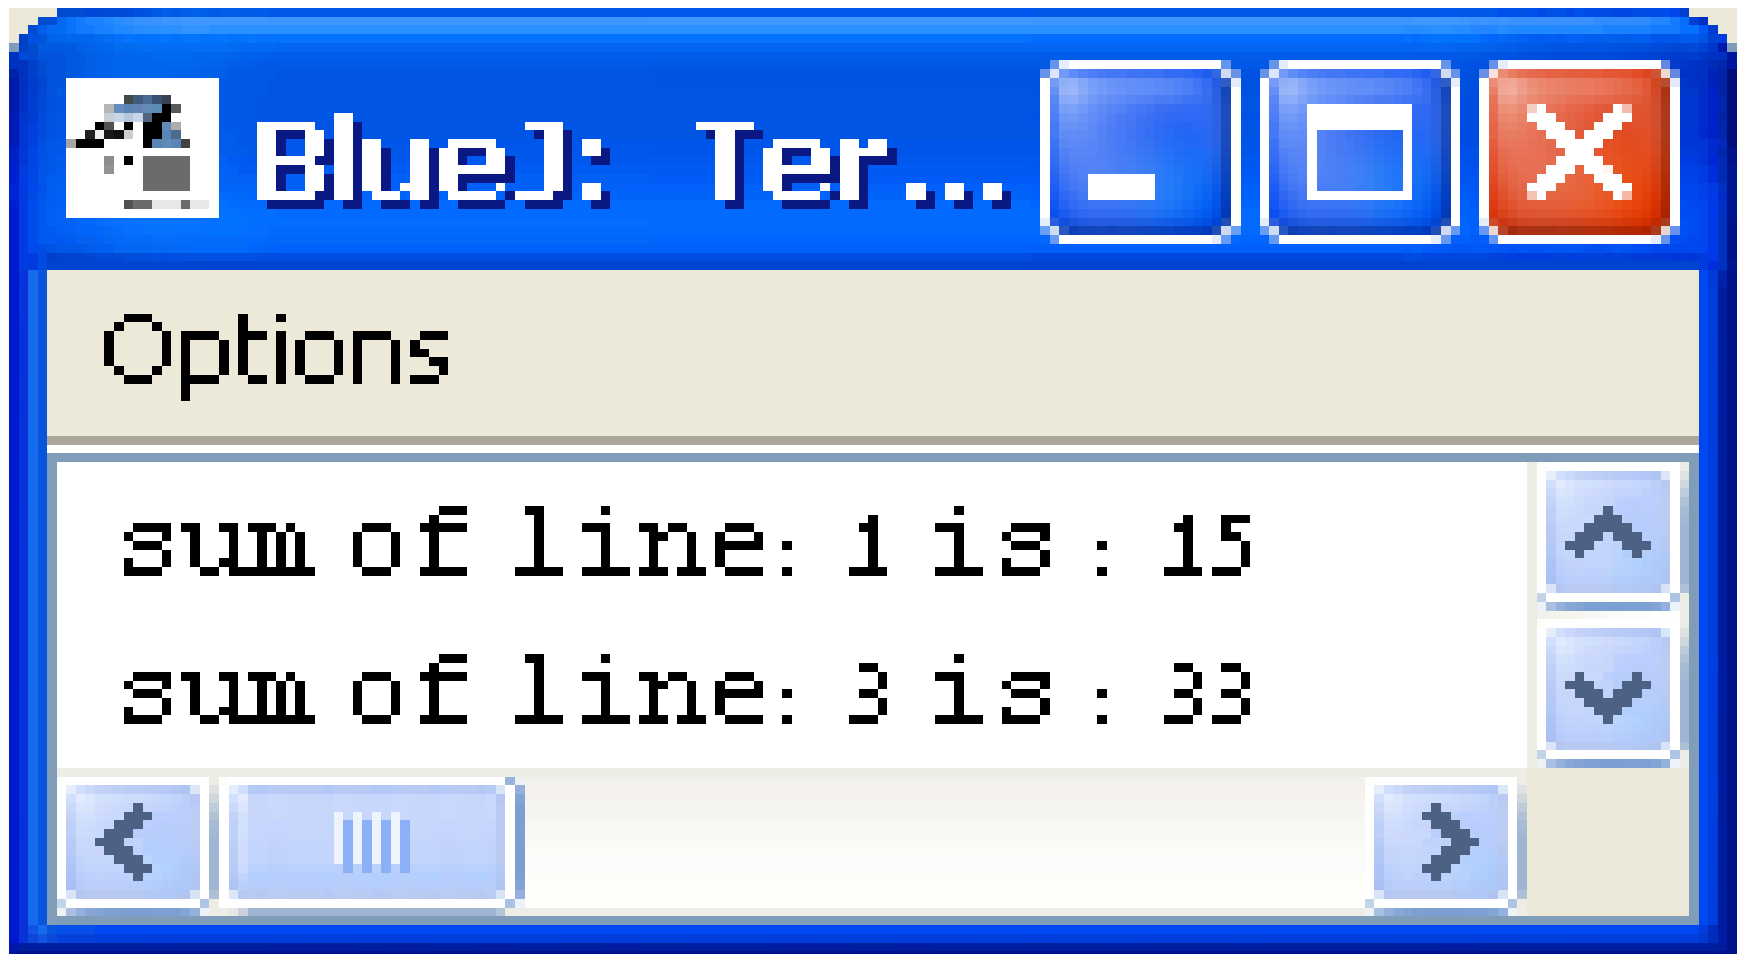 BlueJ: Ter...
Options
sum of line: 1 is : 15
sum of line: 3 is : 33